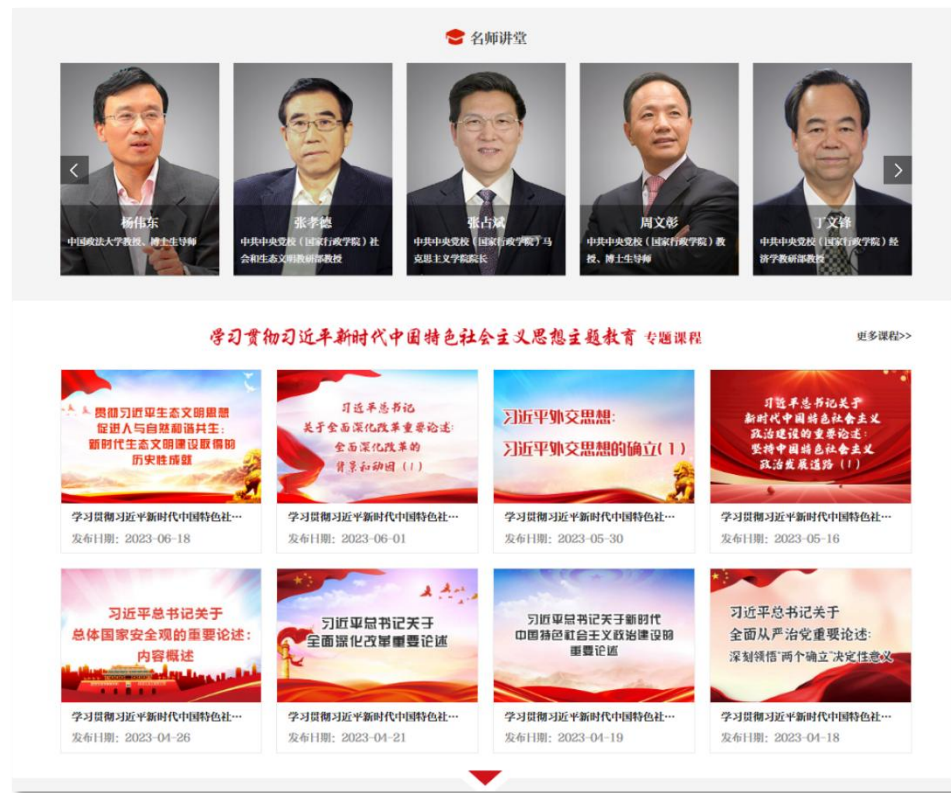 名师讲堂
杨伟东
中国政法大学教授、博士生导师
张孝德
中共中央党校（国家行政学院）社
会和生态文明教研部教授
张占斌
中共中央党校（国家行政学院）马
克思主义学院院长
周文彰
中共中央党校（国家行政学院）教
授、博士生导师
丁文锋
中共中央党校（国家行政学院）经
济学教研部教授
学习贯彻习近平新时代中国特色社会主义思想主题教育 专题课程
更多课程>>
贯彻习近平生态文明思想
促进人与自然和谐共生：
新时代生态文明建设取得的
历史性成就
学习贯彻习近平新时代中国特色社…
发布日期：2023-06-18
习近平总书记
关于全面深化改革重要论述：
全面深化改革的
背景和动因（1）
学习贯彻习近平新时代中国特色社…
发布日期：2023-06-01
习近平外交思想：
习近平外交思想的确立(1)
学习贯彻习近平新时代中国特色社…
发布日期：2023-05-30
习近平总书记关于
新时代中国特色社会主义
政治建设的重要论述：
坚持中国特色社会主义
政治发展道路（1）
学习贯彻习近平新时代中国特色社…
发布日期：2023-05-16
习近平总书记关于
总体国家安全观的重要论述：
内容概述
学习贯彻习近平新时代中国特色社…
发布日期：2023-04-26
习近平总书记关于
全面深化改革重要论述
学习贯彻习近平新时代中国特色社…
发布日期：2023-04-21
习近平总书记关于新时代
中国特色社会主义政治建设的
重要论述
学习贯彻习近平新时代中国特色社…
发布日期：2023-04-19
习近平总书记关于
全面从严治党重要论述：
深刻领悟“两个确立”决定性意义
学习贯彻习近平新时代中国特色社…
发布日期：2023-04-18